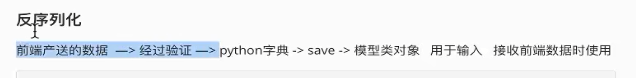 反序列化
前端产送的数据 —> 经过验证 —> python字典 -> save -> 模型类对象 用于输入 接收前端数据时使用